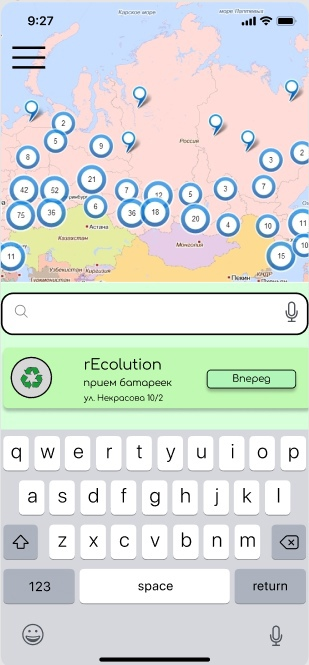 9:27
Карское море
море Лаптевых
2
5
9
8
3
2
21
42
52
7
12
5
3
7
75
36
6
36
18
20
4
10
11
Астана
Казахстан
Монголия
10
11
15
Узбекистан
Киргизия
Пекин
КНДР
Россия
rEcolution
прием батареек
Вперед
ул. Некрасова 10/2
q w e r t y u i o p
a s d f g h j k l
z x c v b n m
123 space return